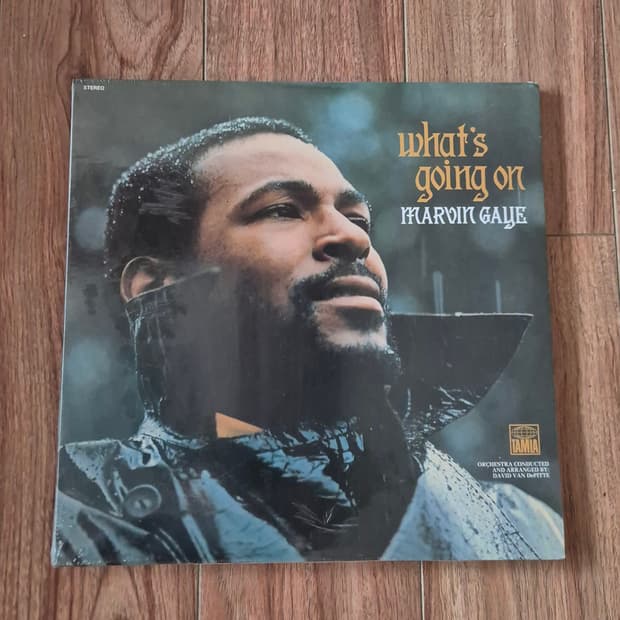 STEREO
what's
going on
MARVIN GAYE
TAMLA
ORCHESTRA CONDUCTED
AND ARRANGED BY:
DAVID VAN DePITTE